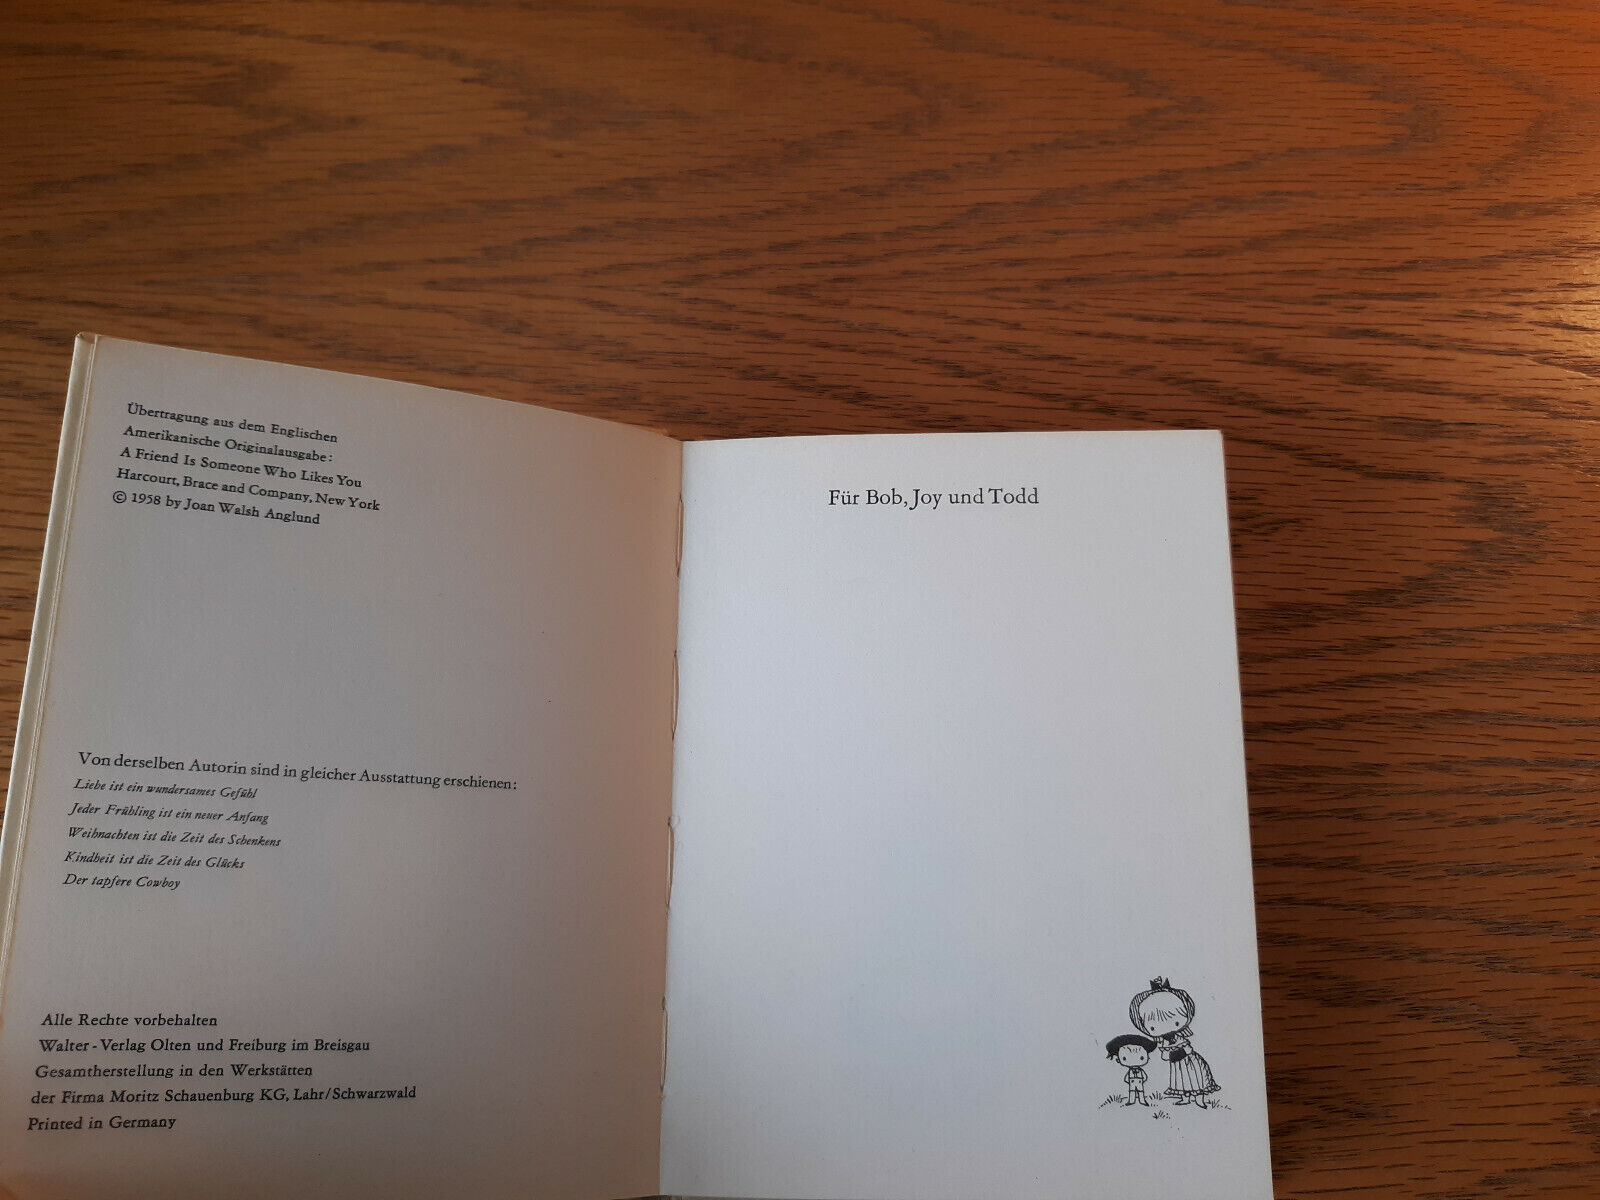 Übertragung aus dem Englischen
Amerikanische Originalausgabe:
A Friend Is Someone Who Likes You
Harcourt, Brace and Company, New York
© 1958 by Joan Walsh Anglund
Von derselben Autorin sind in gleicher Ausstattung erschienen:
Liebe ist ein wundersames Gefühl
Jeder Frühling ist ein neuer Anfang
Weihnachten ist die Zeit des Schenkens
Kindheit ist die Zeit des Glücks
Der tapfere Cowboy
Alle Rechte vorbehalten
Walter-Verlag Olten und Freiburg im Breisgau
Gesamtherstellung in den Werkstätten
der Firma Moritz Schauenburg KG, Lahr/Schwarzwald
Printed in Germany
Für Bob, Joy und Todd